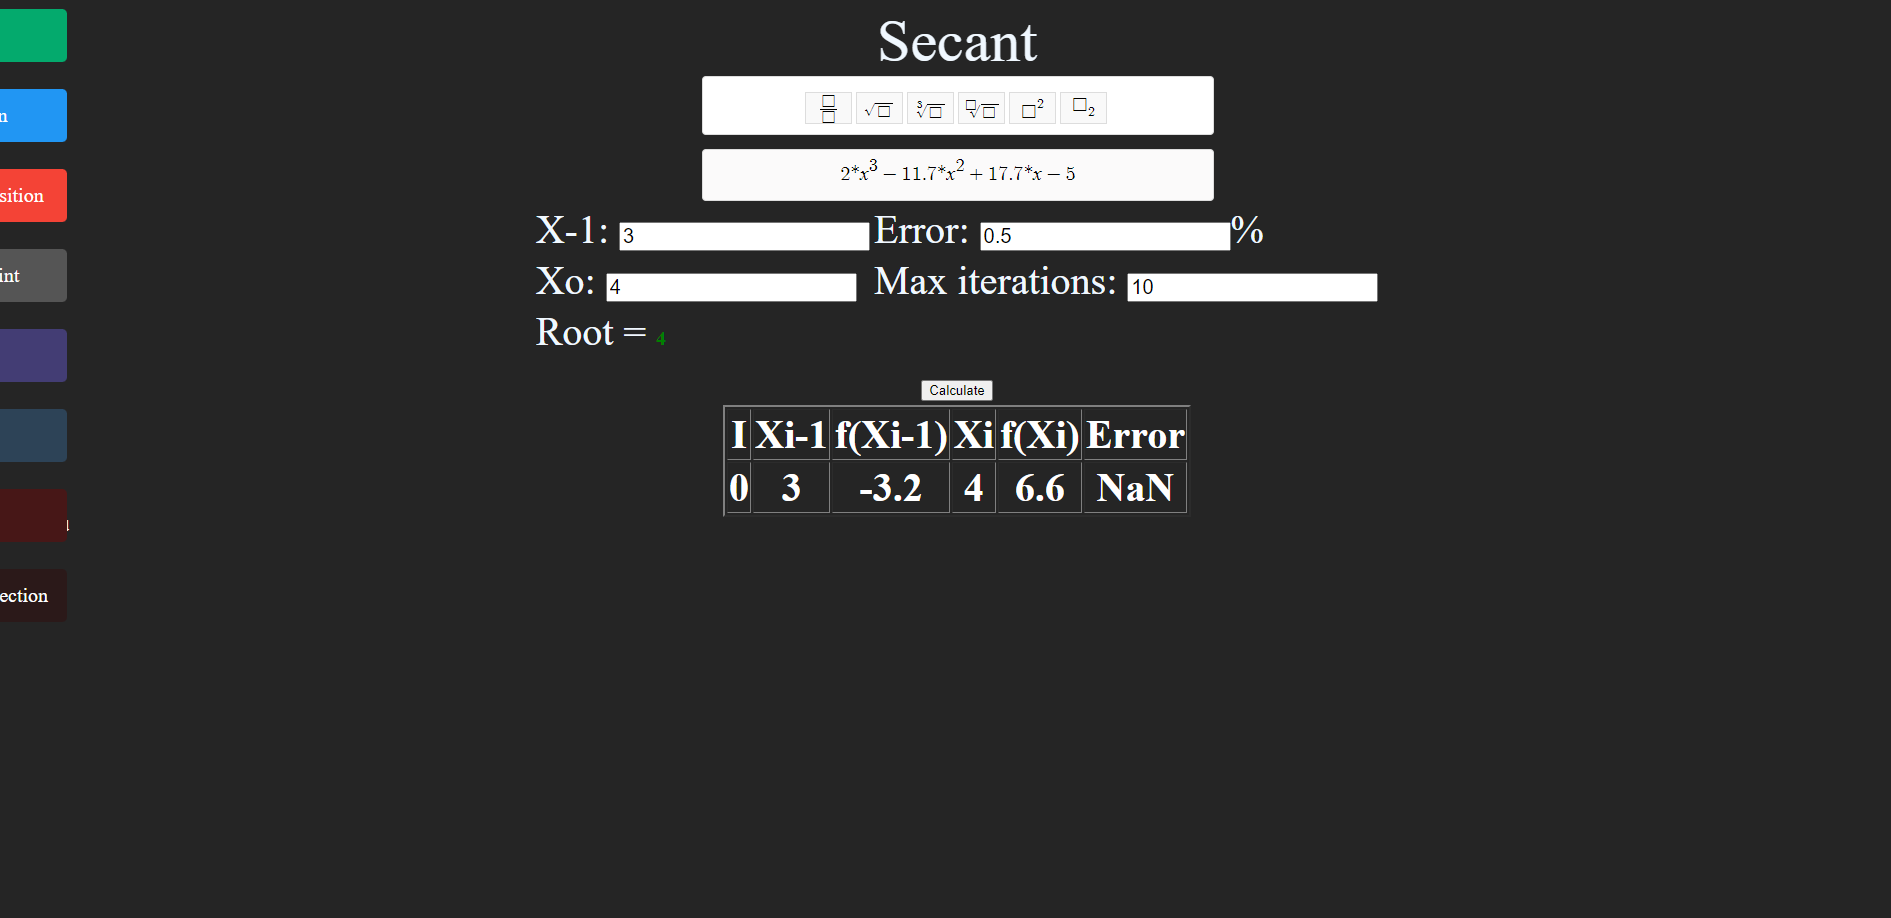 Secant
n
sition
int
ection
2*x^3 − 11.7*x^2 + 17.7*x − 5
X-1: 3 Error: 0.5 %
Xo: 4 Max iterations: 10
Root = 4
Calculate
I Xi-1 f(Xi-1) Xi f(Xi) Error
0 3 -3.2 4 6.6 NaN